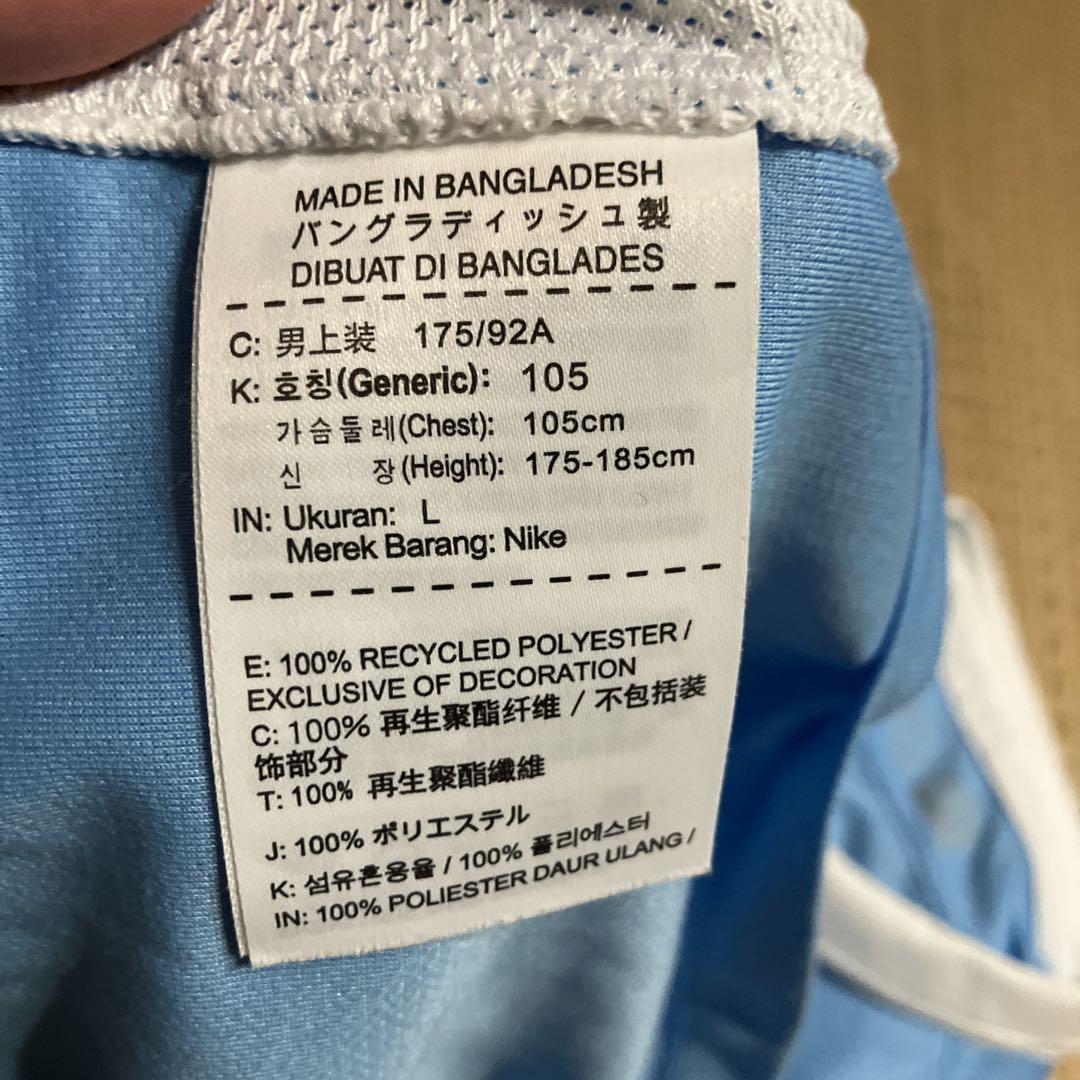 MADE IN BANGLADESH
バングラディッシュ製
DIBUAT DI BANGLADES
C: 男上装 175/92A
K: 호칭(Generic): 105
가슴둘레(Chest): 105cm
신 장(Height): 175-185cm
IN: Ukuran: L
Merek Barang: Nike
E: 100% RECYCLED POLYESTER /
EXCLUSIVE OF DECORATION
C: 100% 再生聚酯纤维 / 不包括装
饰部分
T: 100% 再生聚酯纖維
J: 100% ポリエステル
K: 섬유혼용율 / 100% 폴리에스터
IN: 100% POLIESTER DAUR ULANG /